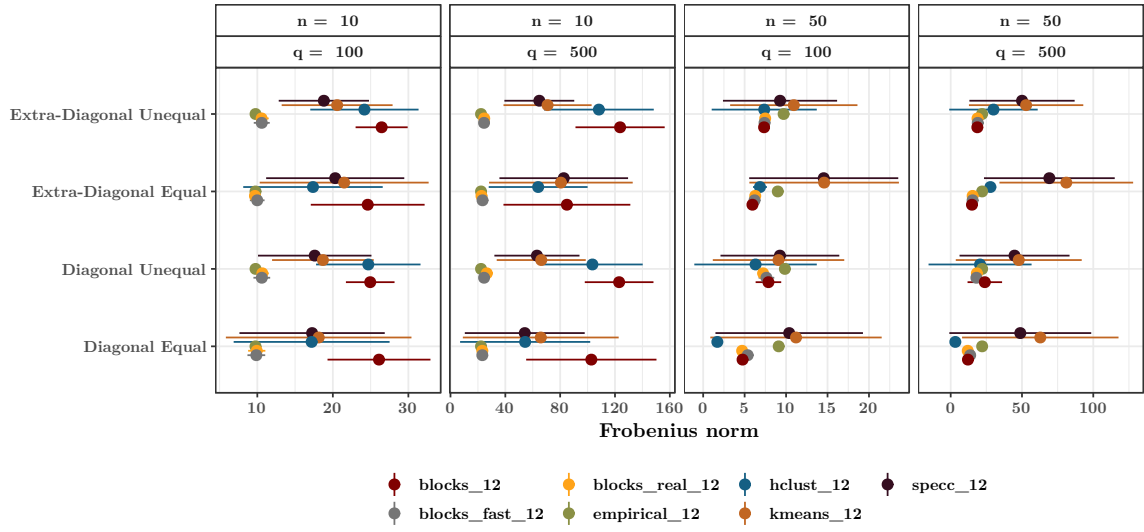 n = 10 n = 10 n = 50 n = 50
q = 100 q = 500 q = 100 q = 500
Extra-Diagonal Unequal
Extra-Diagonal Equal
Diagonal Unequal
Diagonal Equal
10 20 30 0 40 80 120 160 0 5 10 15 20 0 50 100
Frobenius norm
blocks_12 blocks_real_12 hclust_12 specc_12
blocks_fast_12 empirical_12 kmeans_12